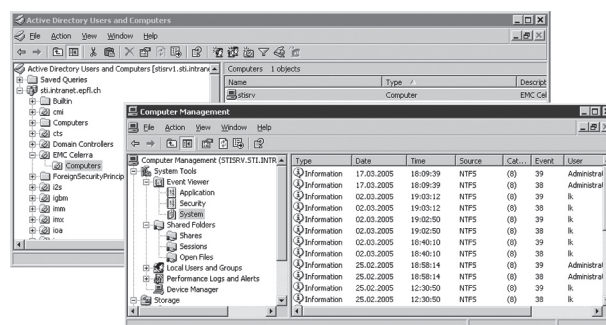 Active Directory Users and Computers
File Action View Window Help
Active Directory Users and Computers [stisrv1.sti.intrane
Saved Queries
sti.intranet.epfl.ch
Builtin
cmi
Computers
cts
Domain Controllers
EMC Celerra
Computers
ForeignSecurityPrincip
i2s
igbm
imm
imx
ioa
Computers 1 objects
Name Type Descript
stisrv Computer EMC Cel
Computer Management
File Action View Window Help
Computer Management (STISRV.STI.INTR
System Tools
Event Viewer
Application
Security
System
Shared Folders
Shares
Sessions
Open Files
Local Users and Groups
Performance Logs and Alerts
Device Manager
Storage
Type Date Time Source Cat... Event User
Information 17.03.2005 18:09:39 NTFS (8) 39 Administrat
Information 17.03.2005 18:09:39 NTFS (8) 38 Administrat
Information 02.03.2005 19:03:12 NTFS (8) 39 lk
Information 02.03.2005 19:03:12 NTFS (8) 38 lk
Information 02.03.2005 19:02:50 NTFS (8) 39 lk
Information 02.03.2005 19:02:50 NTFS (8) 38 lk
Information 02.03.2005 18:40:10 NTFS (8) 39 lk
Information 02.03.2005 18:40:10 NTFS (8) 38 lk
Information 25.02.2005 18:58:14 NTFS (8) 39 Administrat
Information 25.02.2005 18:58:14 NTFS (8) 38 Administrat
Information 25.02.2005 12:30:50 NTFS (8) 39 lk
Information 25.02.2005 12:30:50 NTFS (8) 38 lk